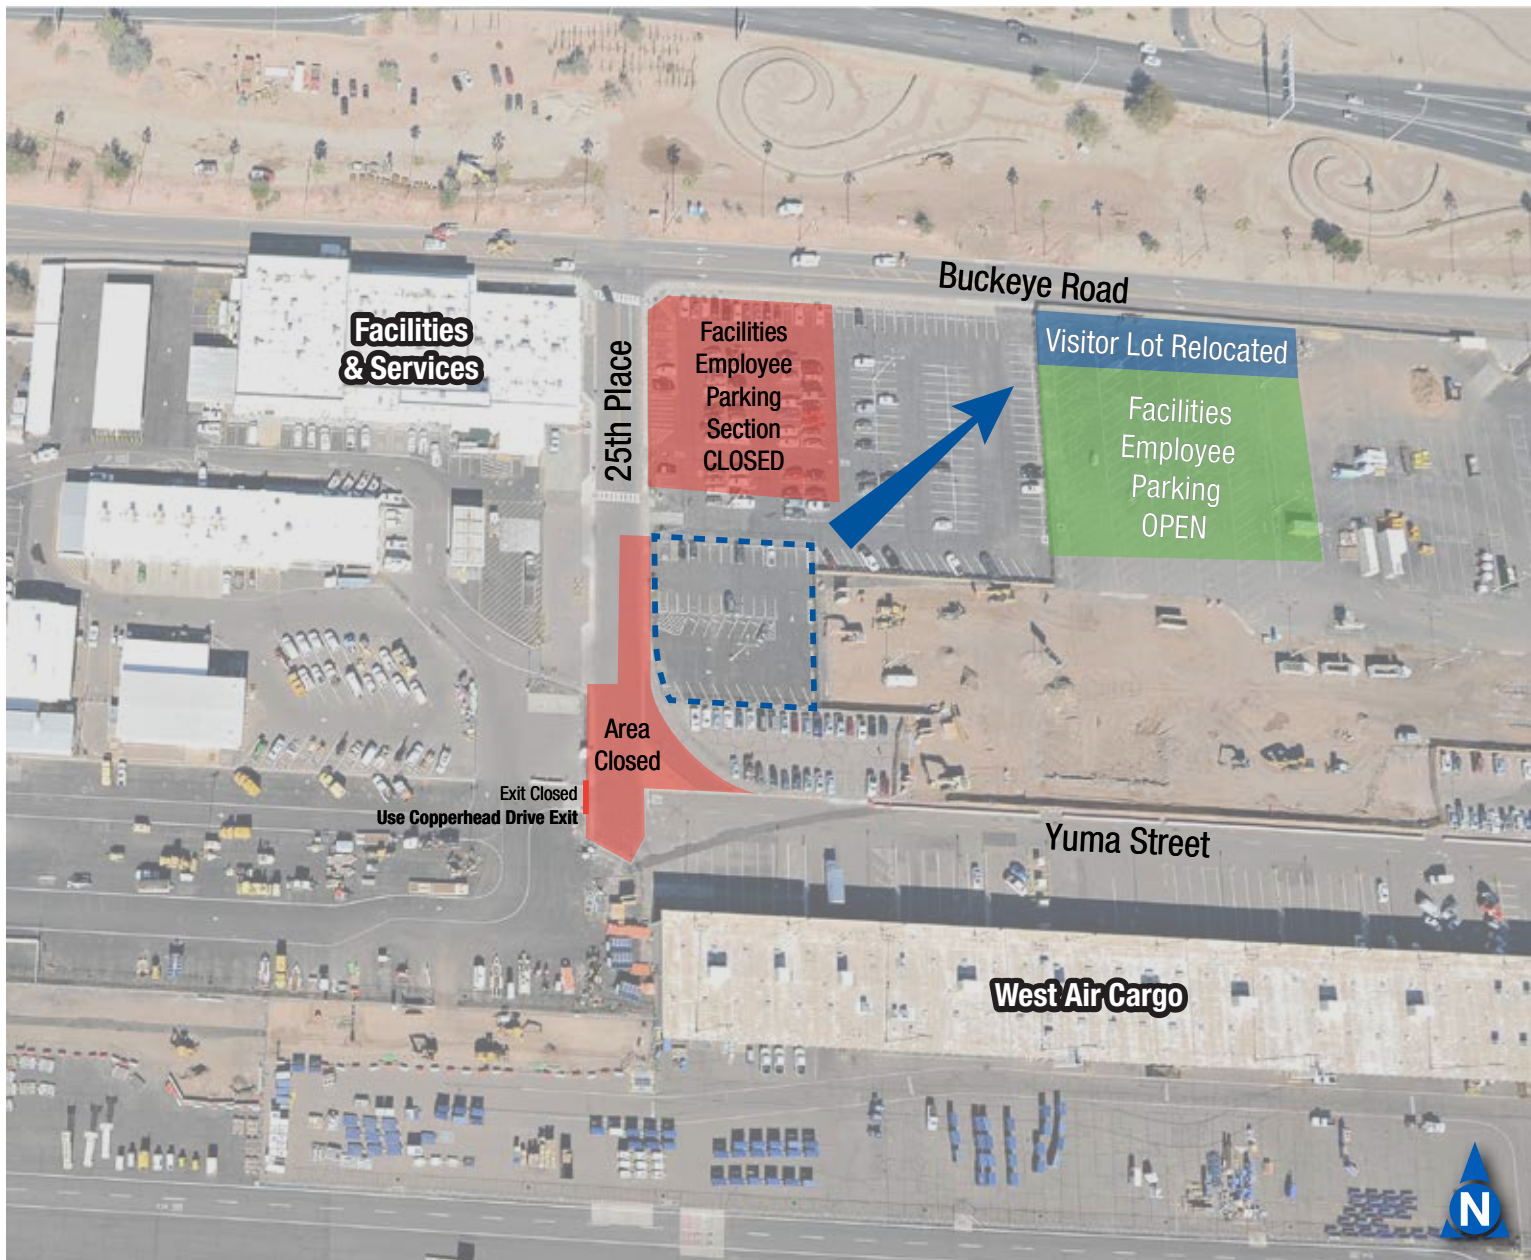 Buckeye Road
Facilities
& Services
25th Place
Facilities
Employee
Parking
Section
CLOSED
Visitor Lot Relocated
Facilities
Employee
Parking
OPEN
Area
Closed
Exit Closed
Use Copperhead Drive Exit
Yuma Street
West Air Cargo
N